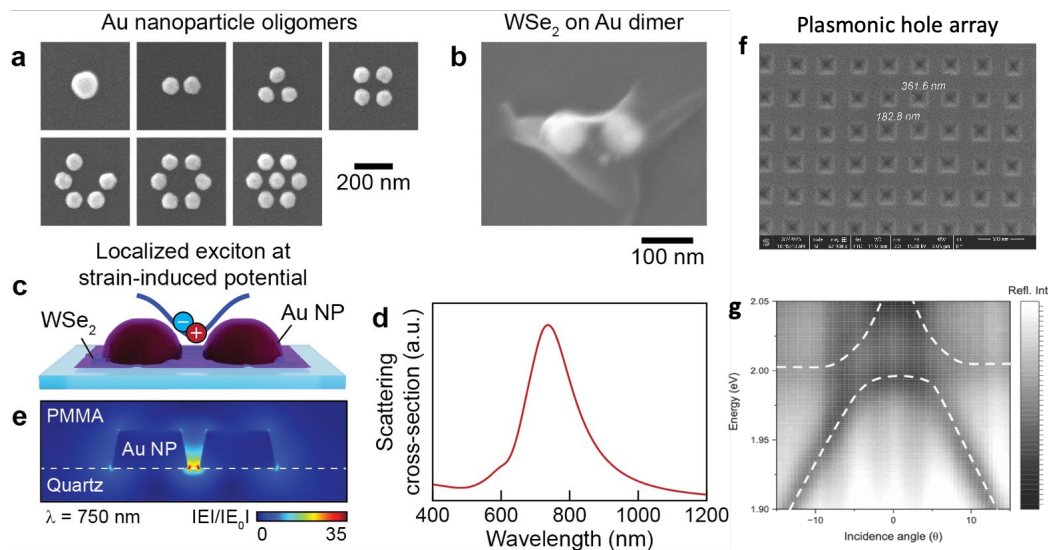 Au nanoparticle oligomers
a
200 nm
WSe2 on Au dimer
b
100 nm
Plasmonic hole array
f
361.6 nm
182.8 nm
Localized exciton at
strain-induced potential
c
WSe2
Au NP
−
+
d
Scattering
cross-section (a.u.)
400 600 800 1000 1200
Wavelength (nm)
e
PMMA
Au NP
Quartz
λ = 750 nm
|E|/|E0|
0 35
g
Refl. Int
2.05
2.00
1.95
1.90
Energy (eV)
−10 0 10
Incidence angle (θ)